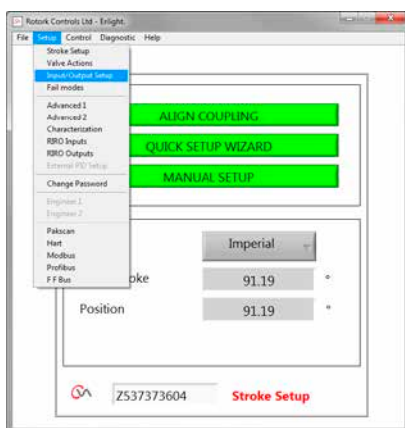 Rotork Controls Ltd - Enlight.
File Setup Control Diagnostic Help
Stroke Setup
Valve Actions
Input/Output Setup
Fail modes
Advanced 1
Advanced 2
Characterization
RIRO Inputs
RIRO Outputs
External PID Setup
Change Password
Engineer 1
Engineer 2
Pakscan
Hart
Modbus
Profibus
F F Bus
ALIGN COUPLING
QUICK SETUP WIZARD
MANUAL SETUP
Imperial
oke 91.19 °
Position 91.19 °
Z537373604 Stroke Setup